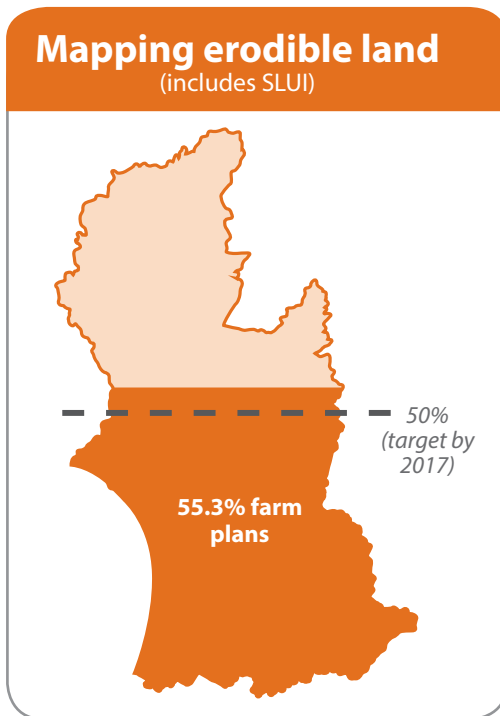 Mapping erodible land
(includes SLUI)
50%
(target by
2017)
55.3% farm
plans